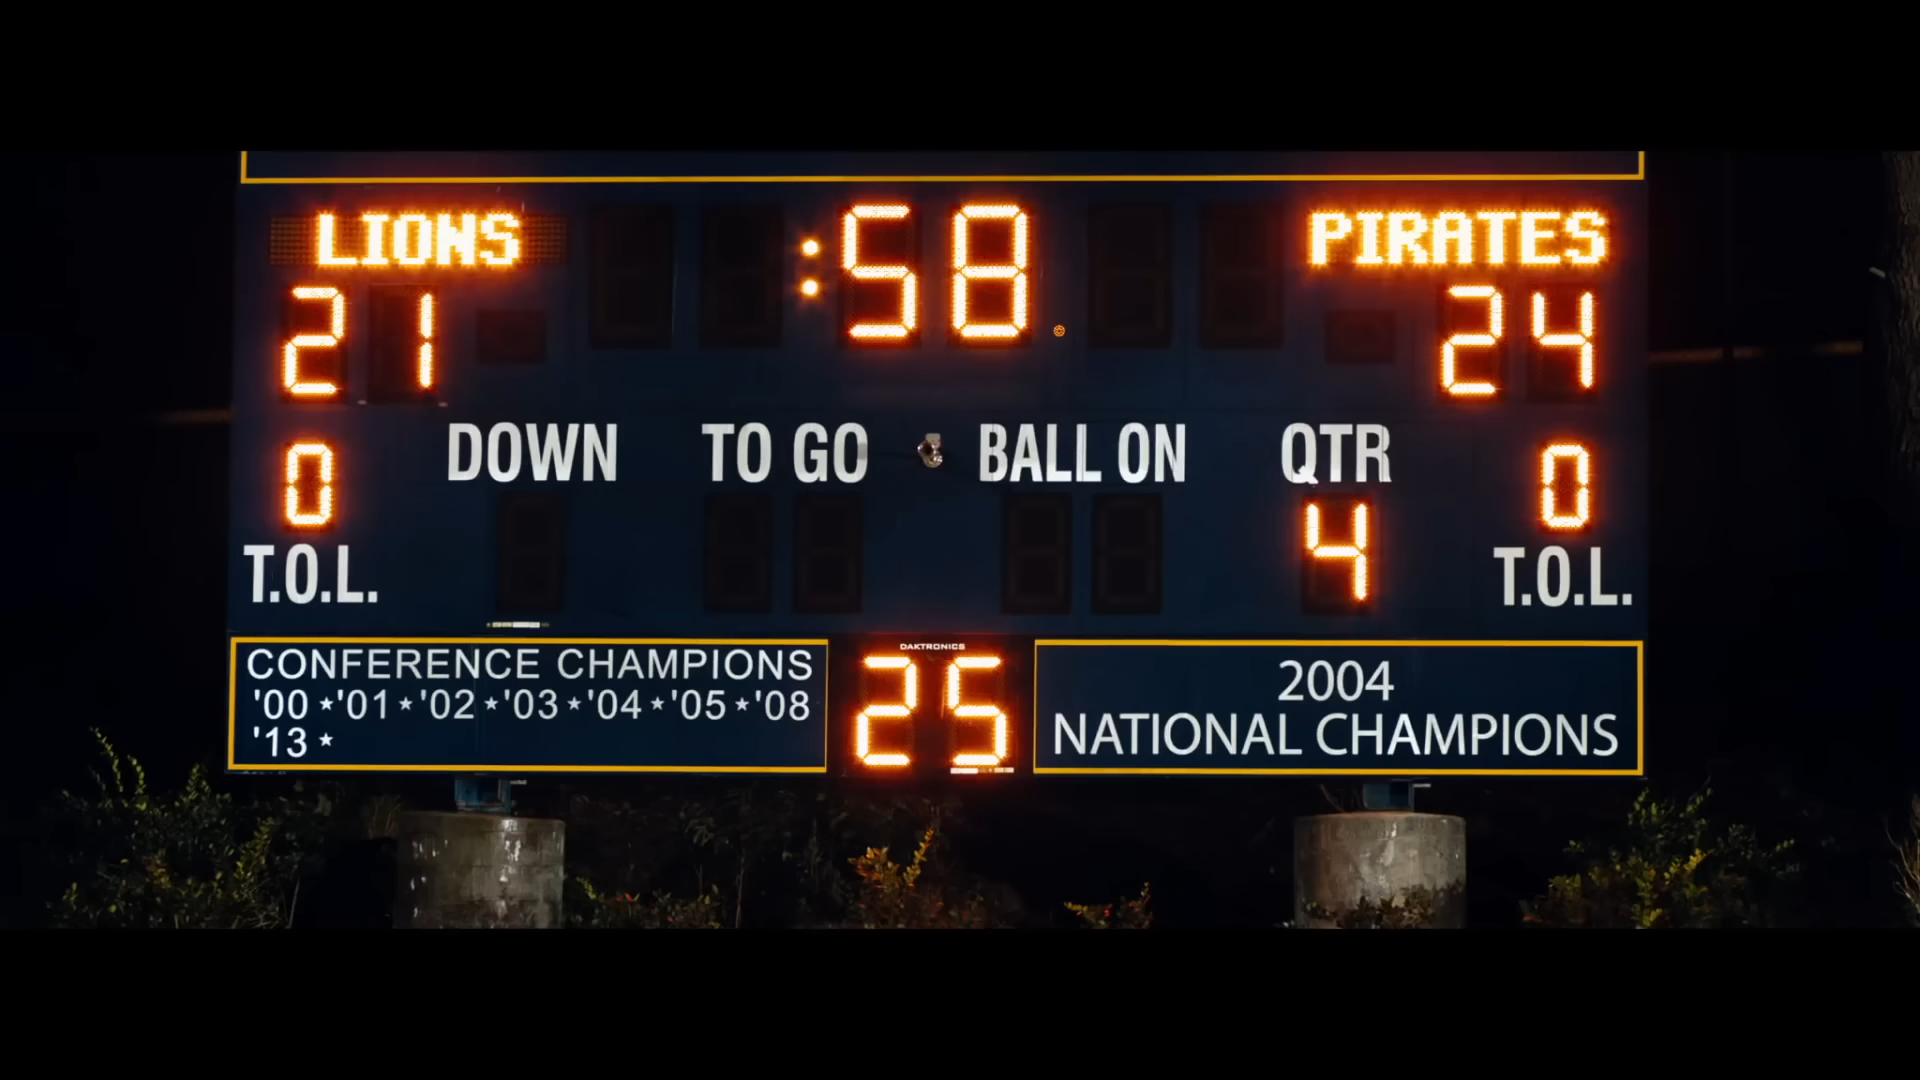 LIONS :58. PIRATES
21 24
DOWN TO GO BALL ON QTR
0 4 0
T.O.L. T.O.L.
DAKTRONICS
25
CONFERENCE CHAMPIONS
'00 ★'01 ★'02 ★'03 ★'04 ★'05 ★'08
'13 ★
2004
NATIONAL CHAMPIONS